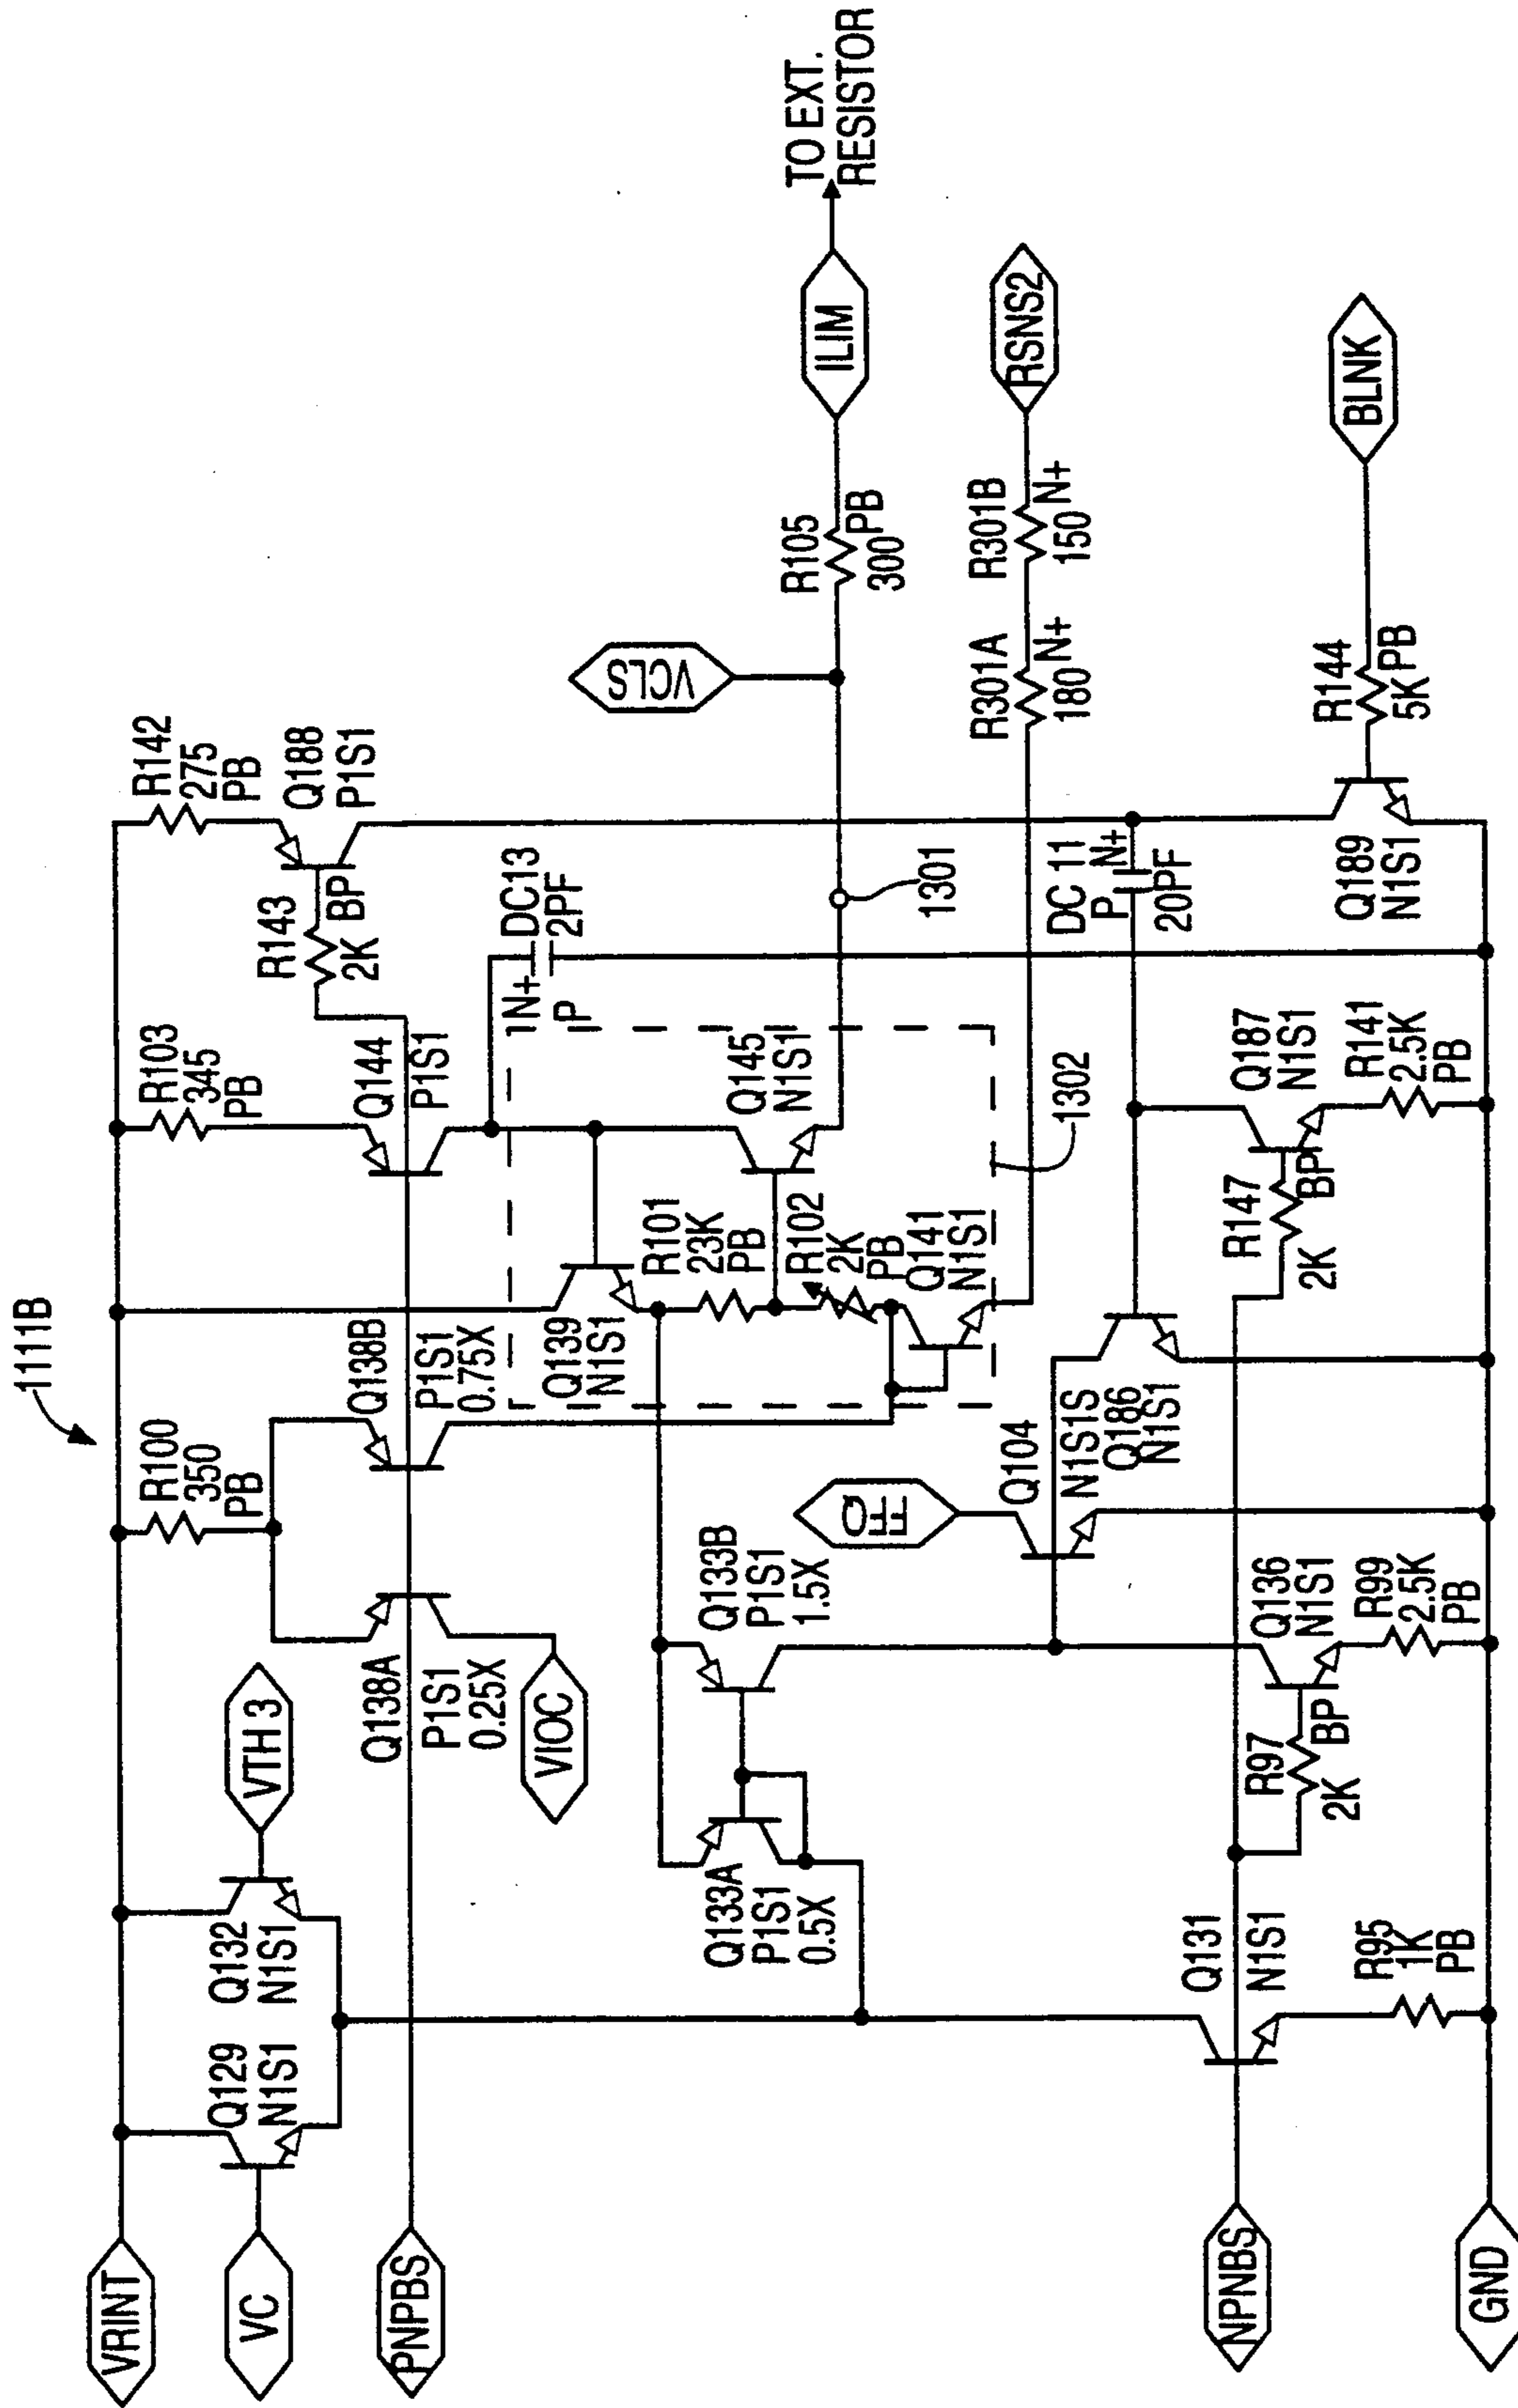 1111B
VRINT
VC
PNPBS
NPNBS
GND
Q129
N1S1
Q132
N1S1
VTH 3
R100
350
PB
Q138A
P1S1
0.25X
VIOC
Q138B
P1S1
0.75X
R103
345
PB
Q144
P1S1
R143
2K
BP
R142
275
PB
Q188
P1S1
N+
P
DC13
2PF
Q139
N1S1
R101
23K
PB
Q145
N1S1
R102
2K
PB
Q141
N1S1
1302
1301
VCLS
R105
PB
300
ILIM
TO EXT.
RESISTOR
R301A
N+
180
R301B
N+
150
RSNS2
Q133A
P1S1
0.5X
Q133B
P1S1
1.5X
FFQ
Q104
N1S1S
Q186
N1S1
DC 11
P
N+
20PF
Q131
N1S1
R95
1K
PB
R97
2K
BP
Q136
N1S1
R99
2.5K
PB
R147
2K
BP
Q187
N1S1
R141
2.5K
PB
Q189
N1S1
R144
5K
PB
BLNK